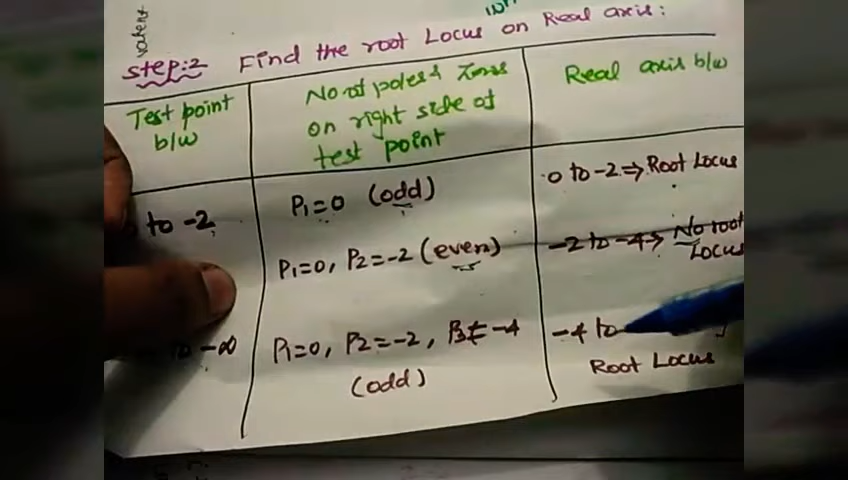 step:2 Find the root Locus on Real axis:
Test point
b/w
No of poles &
on right side of
test point
Real axis b/w
to -2
P1=0 (odd)
0 to -2 ⇒ Root Locus
P1=0, P2=-2 (even)
-2 to -4 → No root
Locus
to -∞
P1=0, P2=-2, P3=-4
(odd)
-4 to
Root Locus